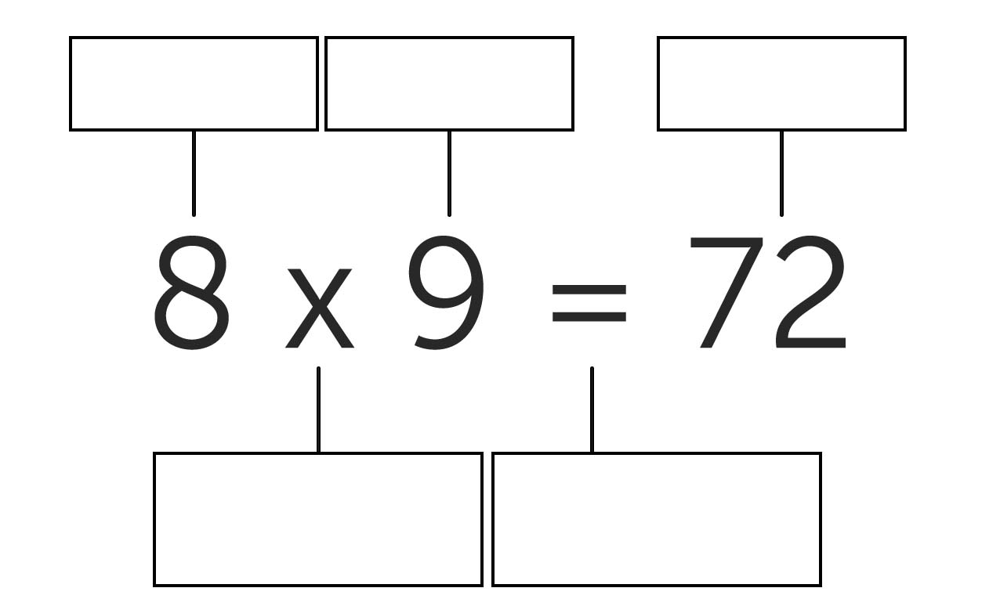 8 x 9 = 72